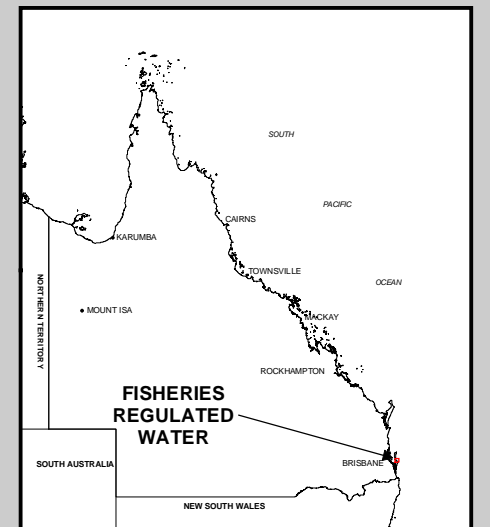 SOUTH
PACIFIC
CAIRNS
KARUMBA
TOWNSVILLE
OCEAN
NORTHERN TERRITORY
MOUNT ISA
MACKAY
ROCKHAMPTON
FISHERIES
REGULATED
WATER
BRISBANE
SOUTH AUSTRALIA
NEW SOUTH WALES